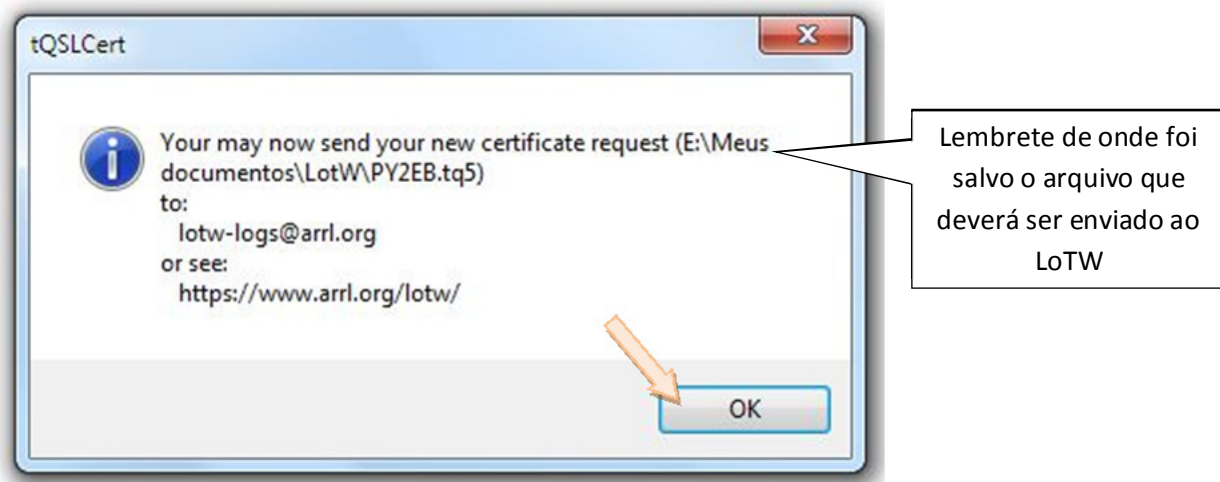 tQSLCert
Your may now send your new certificate request (E:\Meus
documentos\LotW\PY2EB.tq5)
to:
lotw-logs@arrl.org
or see:
https://www.arrl.org/lotw/
OK
Lembrete de onde foi
salvo o arquivo que
deverá ser enviado ao
LoTW